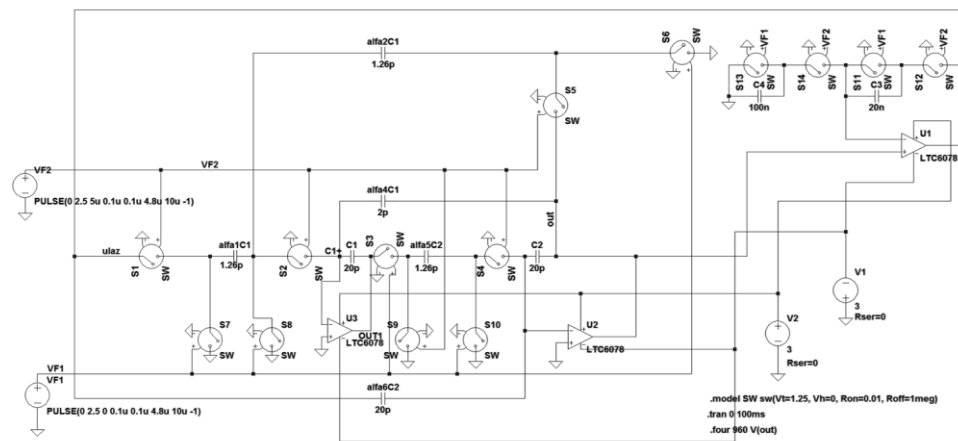 alfa2C1
1.26p
S6
SW
S13
VF1
SW
C4
100n
S14
VF2
SW
S11
VF1
SW
C3
20n
S12
VF2
SW
S5
SW
U1
LTC6078
VF2
VF2
PULSE(0 2.5 5u 0.1u 0.1u 4.8u 10u -1)
alfa4C1
2p
out
ulaz
S1
SW
alfa1C1
1.26p
S2
SW
C1+
C1
20p
S3
SW
alfa5C2
1.26p
S4
SW
C2
20p
S7
SW
S8
SW
U3
OUT1
LTC6078
S9
SW
S10
SW
U2
LTC6078
V1
3
Rser=0
V2
3
Rser=0
VF1
VF1
PULSE(0 2.5 0 0.1u 0.1u 4.8u 10u -1)
alfa6C2
20p
.model SW sw(Vt=1.25, Vh=0, Ron=0.01, Roff=1meg)
.tran 0 100ms
.four 960 V(out)